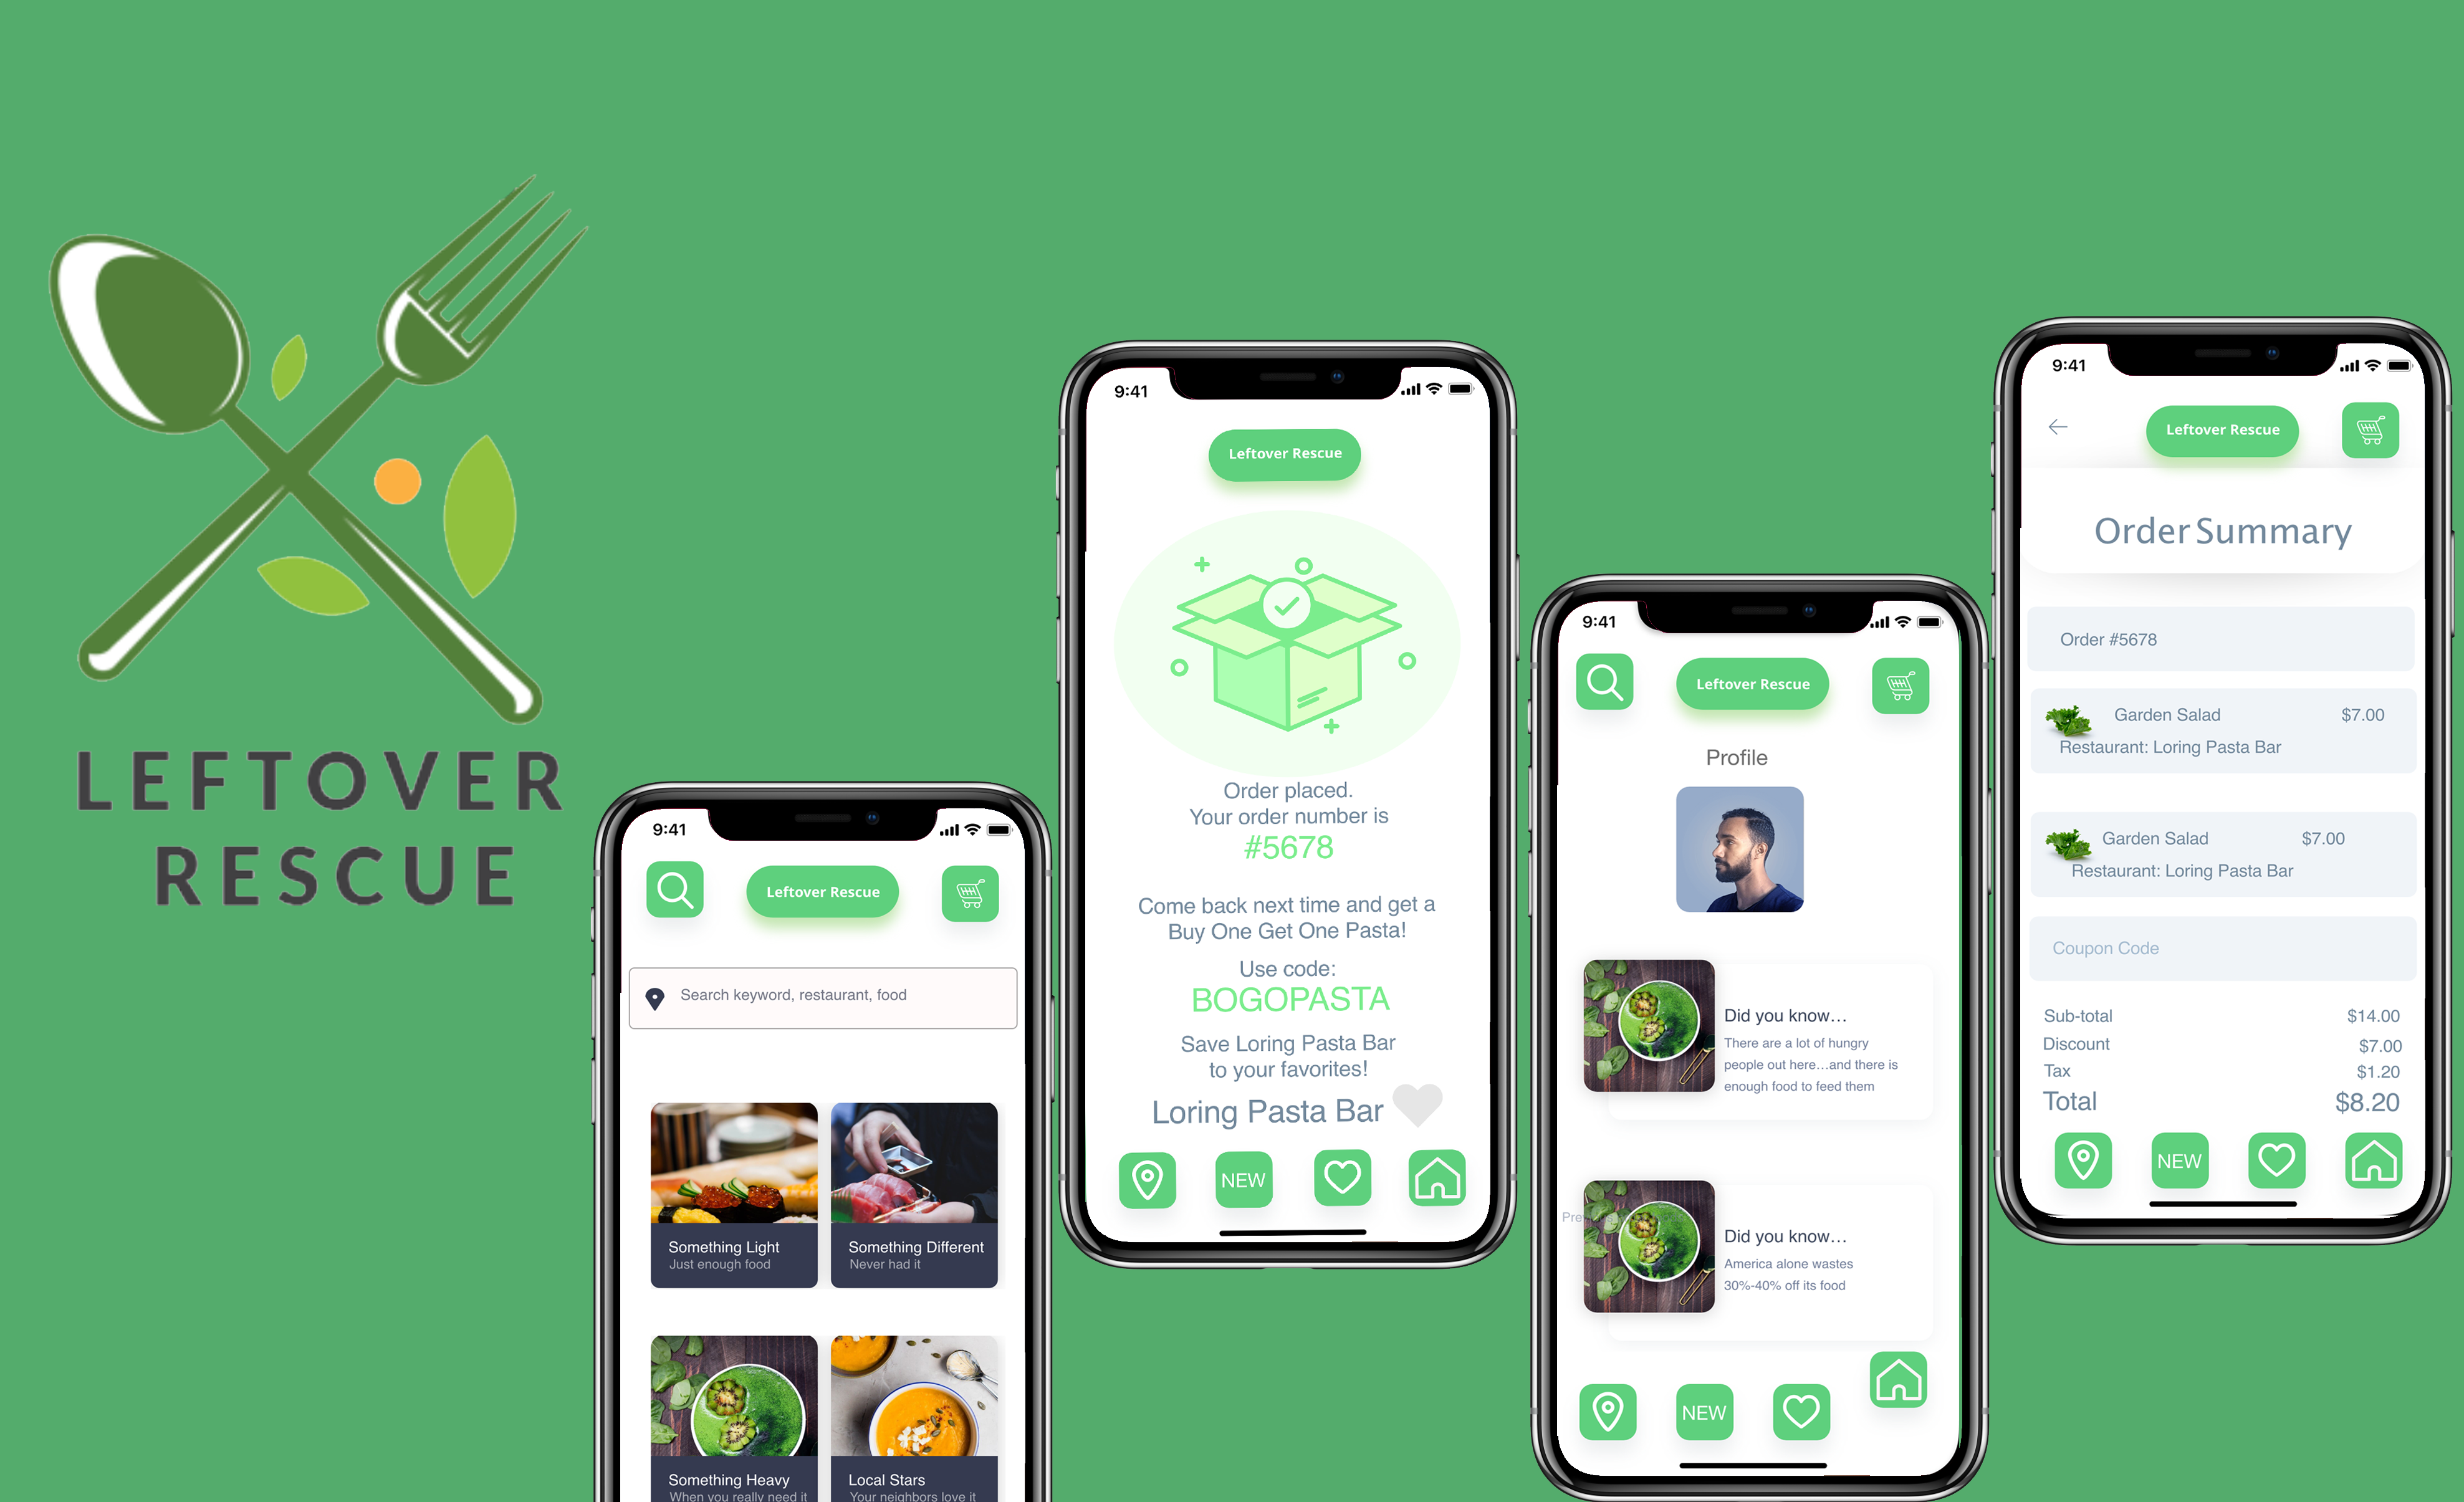 LEFTOVER
RESCUE
9:41
Leftover Rescue
Search keyword, restaurant, food
Something Light
Just enough food
Something Different
Never had it
Something Heavy
When you really need it
Local Stars
Your neighbors love it
9:41
Leftover Rescue
Order placed.
Your order number is
#5678
Come back next time and get a
Buy One Get One Pasta!
Use code:
BOGOPASTA
Save Loring Pasta Bar
to your favorites!
Loring Pasta Bar
NEW
9:41
Leftover Rescue
Profile
Did you know...
There are a lot of hungry
people out here...and there is
enough food to feed them
Pre
Did you know...
America alone wastes
30%-40% off its food
NEW
9:41
Leftover Rescue
Order Summary
Order #5678
Garden Salad $7.00
Restaurant: Loring Pasta Bar
Garden Salad $7.00
Restaurant: Loring Pasta Bar
Coupon Code
Sub-total $14.00
Discount $7.00
Tax $1.20
Total $8.20
NEW